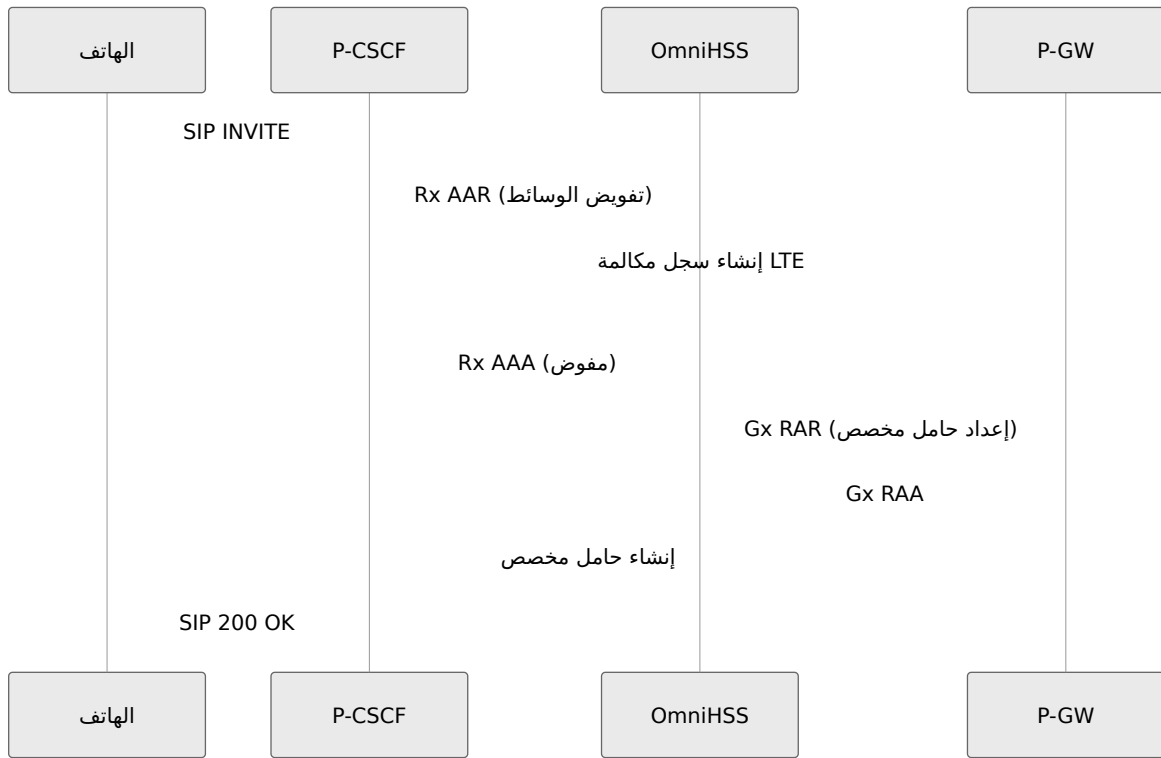 الهاتف
P-CSCF
OmniHSS
P-GW
SIP INVITE
Rx AAR (تفويض الوسائط)
إنشاء سجل مكالمة LTE
Rx AAA (مفوض)
Gx RAR (إعداد حامل مخصص)
Gx RAA
إنشاء حامل مخصص
SIP 200 OK
الهاتف
P-CSCF
OmniHSS
P-GW